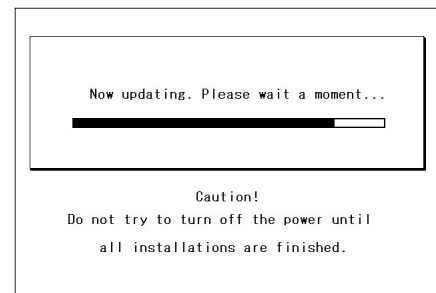 Now updating. Please wait a moment...
Caution!
Do not try to turn off the power until
all installations are finished.